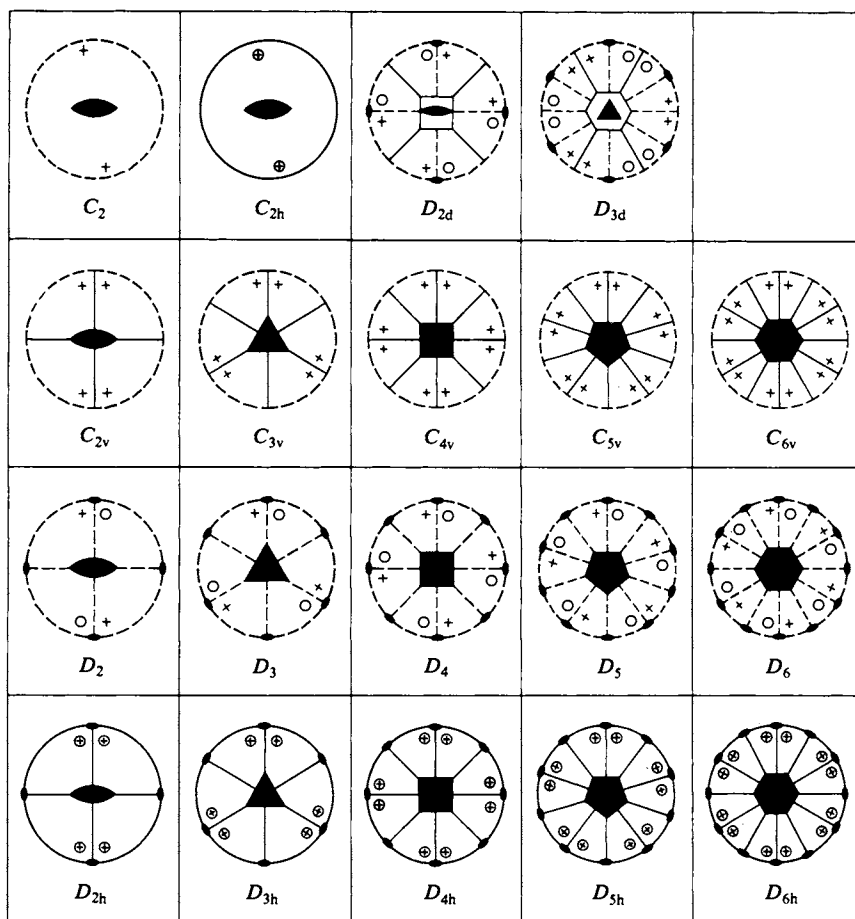 C₂ C₂ₕ D₂d D₃d
C₂ᵥ C₃ᵥ C₄ᵥ C₅ᵥ C₆ᵥ
D₂ D₃ D₄ D₅ D₆
D₂ₕ D₃ₕ D₄ₕ D₅ₕ D₆ₕ